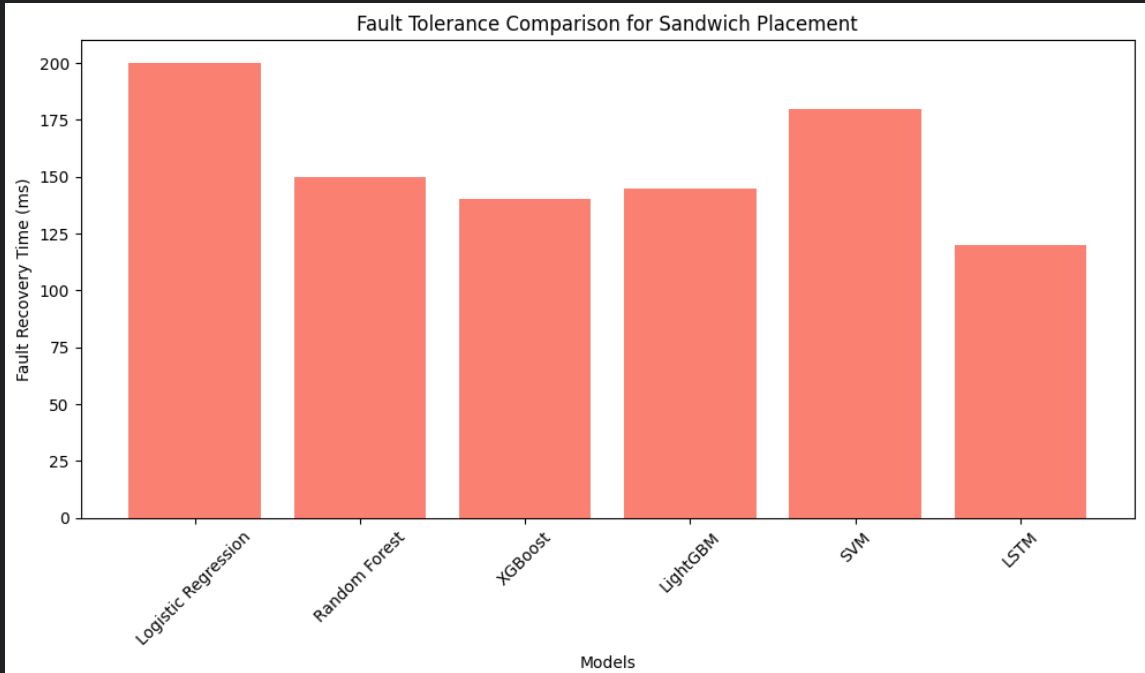 Fault Tolerance Comparison for Sandwich Placement
Fault Recovery Time (ms)
200
175
150
125
100
75
50
25
0
Logistic Regression
Random Forest
XGBoost
LightGBM
SVM
LSTM
Models